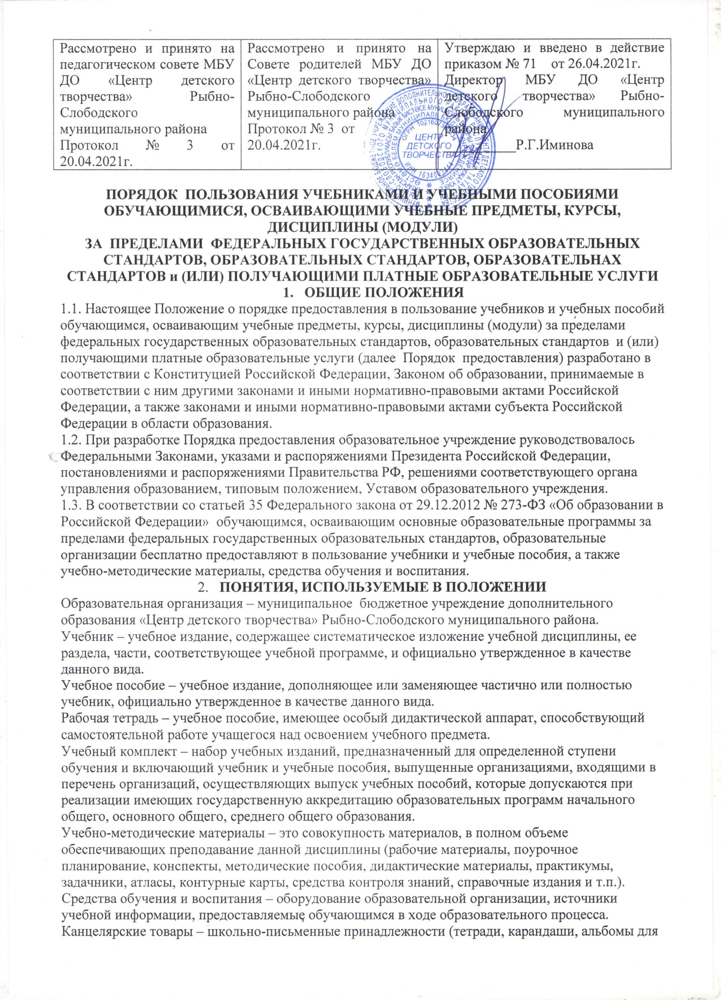 Рассмотрено и принято на
педагогическом совете МБУ
ДО «Центр детского
творчества» Рыбно-
Слободского
муниципального района
Протокол № 3 от
20.04.2021г.
Рассмотрено и принято на
Совете родителей МБУ ДО
«Центр детского творчества»
Рыбно-Слободского
муниципального района
Протокол № 3 от
20.04.2021г.
Утверждаю и введено в действие
приказом № 71 от 26.04.2021г.
Директор МБУ ДО «Центр
детского творчества» Рыбно-
Слободского муниципального
района
___________Р.Г.Иминова
ЦЕНТР
ДЕТСКОГО
ТВОРЧЕСТВА
ПОРЯДОК ПОЛЬЗОВАНИЯ УЧЕБНИКАМИ И УЧЕБНЫМИ ПОСОБИЯМИ
ОБУЧАЮЩИМИСЯ, ОСВАИВАЮЩИМИ УЧЕБНЫЕ ПРЕДМЕТЫ, КУРСЫ,
ДИСЦИПЛИНЫ (МОДУЛИ)
ЗА ПРЕДЕЛАМИ ФЕДЕРАЛЬНЫХ ГОСУДАРСТВЕННЫХ ОБРАЗОВАТЕЛЬНЫХ
СТАНДАРТОВ, ОБРАЗОВАТЕЛЬНЫХ СТАНДАРТОВ, ОБРАЗОВАТЕЛЬНАХ
СТАНДАРТОВ и (ИЛИ) ПОЛУЧАЮЩИМИ ПЛАТНЫЕ ОБРАЗОВАТЕЛЬНЫЕ УСЛУГИ
1. ОБЩИЕ ПОЛОЖЕНИЯ
1.1. Настоящее Положение о порядке предоставления в пользование учебников и учебных пособий
обучающимся, осваивающим учебные предметы, курсы, дисциплины (модули) за пределами
федеральных государственных образовательных стандартов, образовательных стандартов и (или)
получающими платные образовательные услуги (далее Порядок предоставления) разработано в
соответствии с Конституцией Российской Федерации, Законом об образовании, принимаемые в
соответствии с ним другими законами и иными нормативно-правовыми актами Российской
Федерации, а также законами и иными нормативно-правовыми актами субъекта Российской
Федерации в области образования.
1.2. При разработке Порядка предоставления образовательное учреждение руководствовалось
Федеральными Законами, указами и распоряжениями Президента Российской Федерации,
постановлениями и распоряжениями Правительства РФ, решениями соответствующего органа
управления образованием, типовым положением, Уставом образовательного учреждения.
1.3. В соответствии со статьей 35 Федерального закона от 29.12.2012 № 273-ФЗ «Об образовании в
Российской Федерации» обучающимся, осваивающим основные образовательные программы за
пределами федеральных государственных образовательных стандартов, образовательные
организации бесплатно предоставляют в пользование учебники и учебные пособия, а также
учебно-методические материалы, средства обучения и воспитания.
2. ПОНЯТИЯ, ИСПОЛЬЗУЕМЫЕ В ПОЛОЖЕНИИ
Образовательная организация – муниципальное бюджетное учреждение дополнительного
образования «Центр детского творчества» Рыбно-Слободского муниципального района.
Учебник – учебное издание, содержащее систематическое изложение учебной дисциплины, ее
раздела, части, соответствующее учебной программе, и официально утвержденное в качестве
данного вида.
Учебное пособие – учебное издание, дополняющее или заменяющее частично или полностью
учебник, официально утвержденное в качестве данного вида.
Рабочая тетрадь – учебное пособие, имеющее особый дидактической аппарат, способствующий
самостоятельной работе учащегося над освоением учебного предмета.
Учебный комплект – набор учебных изданий, предназначенный для определенной ступени
обучения и включающий учебник и учебные пособия, выпущенные организациями, входящими в
перечень организаций, осуществляющих выпуск учебных пособий, которые допускаются при
реализации имеющих государственную аккредитацию образовательных программ начального
общего, основного общего, среднего общего образования.
Учебно-методические материалы – это совокупность материалов, в полном объеме
обеспечивающих преподавание данной дисциплины (рабочие материалы, поурочное
планирование, конспекты, методические пособия, дидактические материалы, практикумы,
задачники, атласы, контурные карты, средства контроля знаний, справочные издания и т.п.).
Средства обучения и воспитания – оборудование образовательной организации, источники
учебной информации, предоставляемые обучающимся в ходе образовательного процесса.
Канцелярские товары – школьно-письменные принадлежности (тетради, карандаши, альбомы для